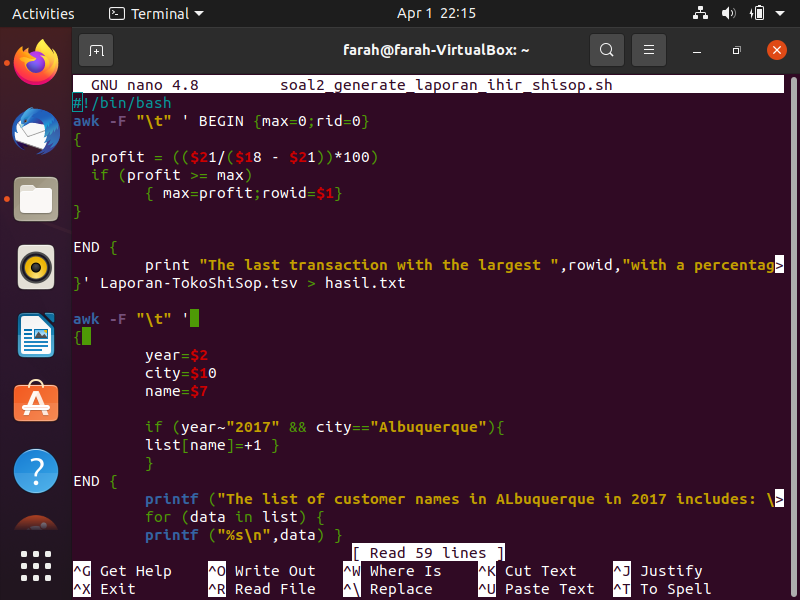 Activities Terminal Apr 1 22:15
farah@farah-VirtualBox: ~
GNU nano 4.8 soal2_generate_laporan_ihir_shisop.sh
#!/bin/bash
awk -F "\t" ' BEGIN {max=0;rid=0}
{
profit = (($21/($18 - $21))*100)
if (profit >= max)
{ max=profit;rowid=$1}
}
END {
print "The last transaction with the largest ",rowid,"with a percentag>
}' Laporan-TokoShiSop.tsv > hasil.txt
awk -F "\t" '
{
year=$2
city=$10
name=$7
if (year~"2017" && city=="Albuquerque"){
list[name]=+1 }
}
END {
printf ("The list of customer names in ALbuquerque in 2017 includes: \>
for (data in list) {
printf ("%s\n",data) }
[ Read 59 lines ]
^G Get Help ^O Write Out ^W Where Is ^K Cut Text ^J Justify
^X Exit ^R Read File ^\ Replace ^U Paste Text ^T To Spell